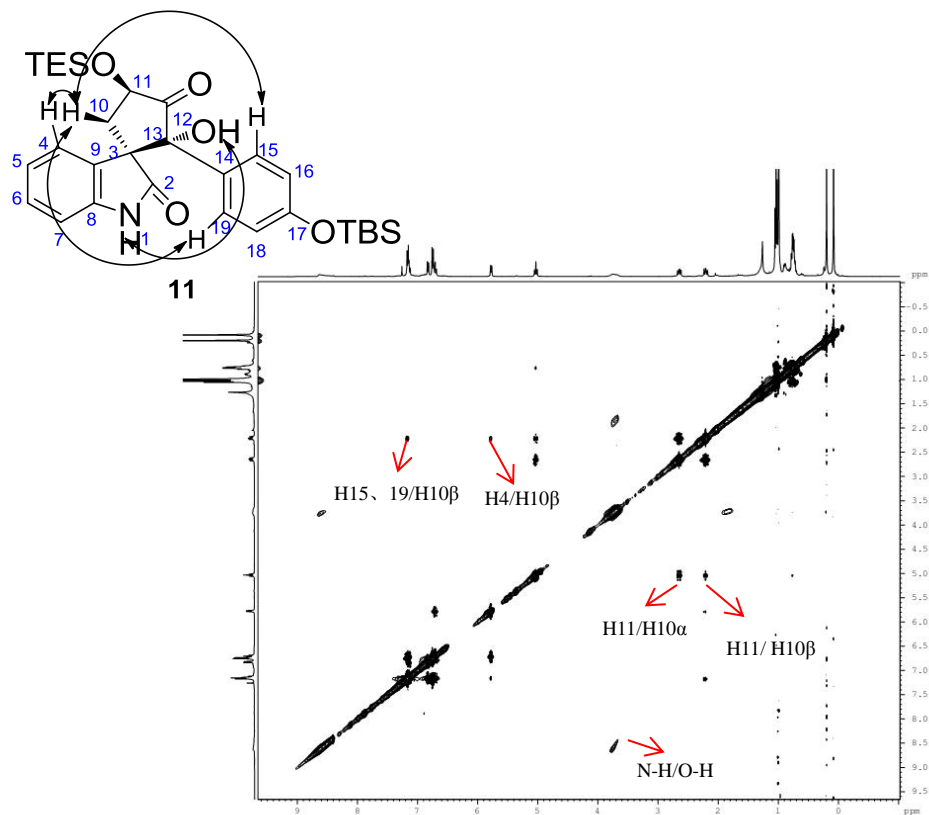 TESO
11
O
H
H
10
H
12
OH
4
13
15
9
3
14
16
5
2
6
8
O
19
17
OTBS
N
H
1
H
18
7
11
ppm
-0.5
0.0
0.5
1.0
1.5
2.0
2.5
3.0
3.5
4.0
4.5
5.0
5.5
6.0
6.5
7.0
7.5
8.0
8.5
9.0
9.5
H15、19/H10β
H4/H10β
H11/H10α
H11/ H10β
N-H/O-H
9 8 7 6 5 4 3 2 1 0 ppm